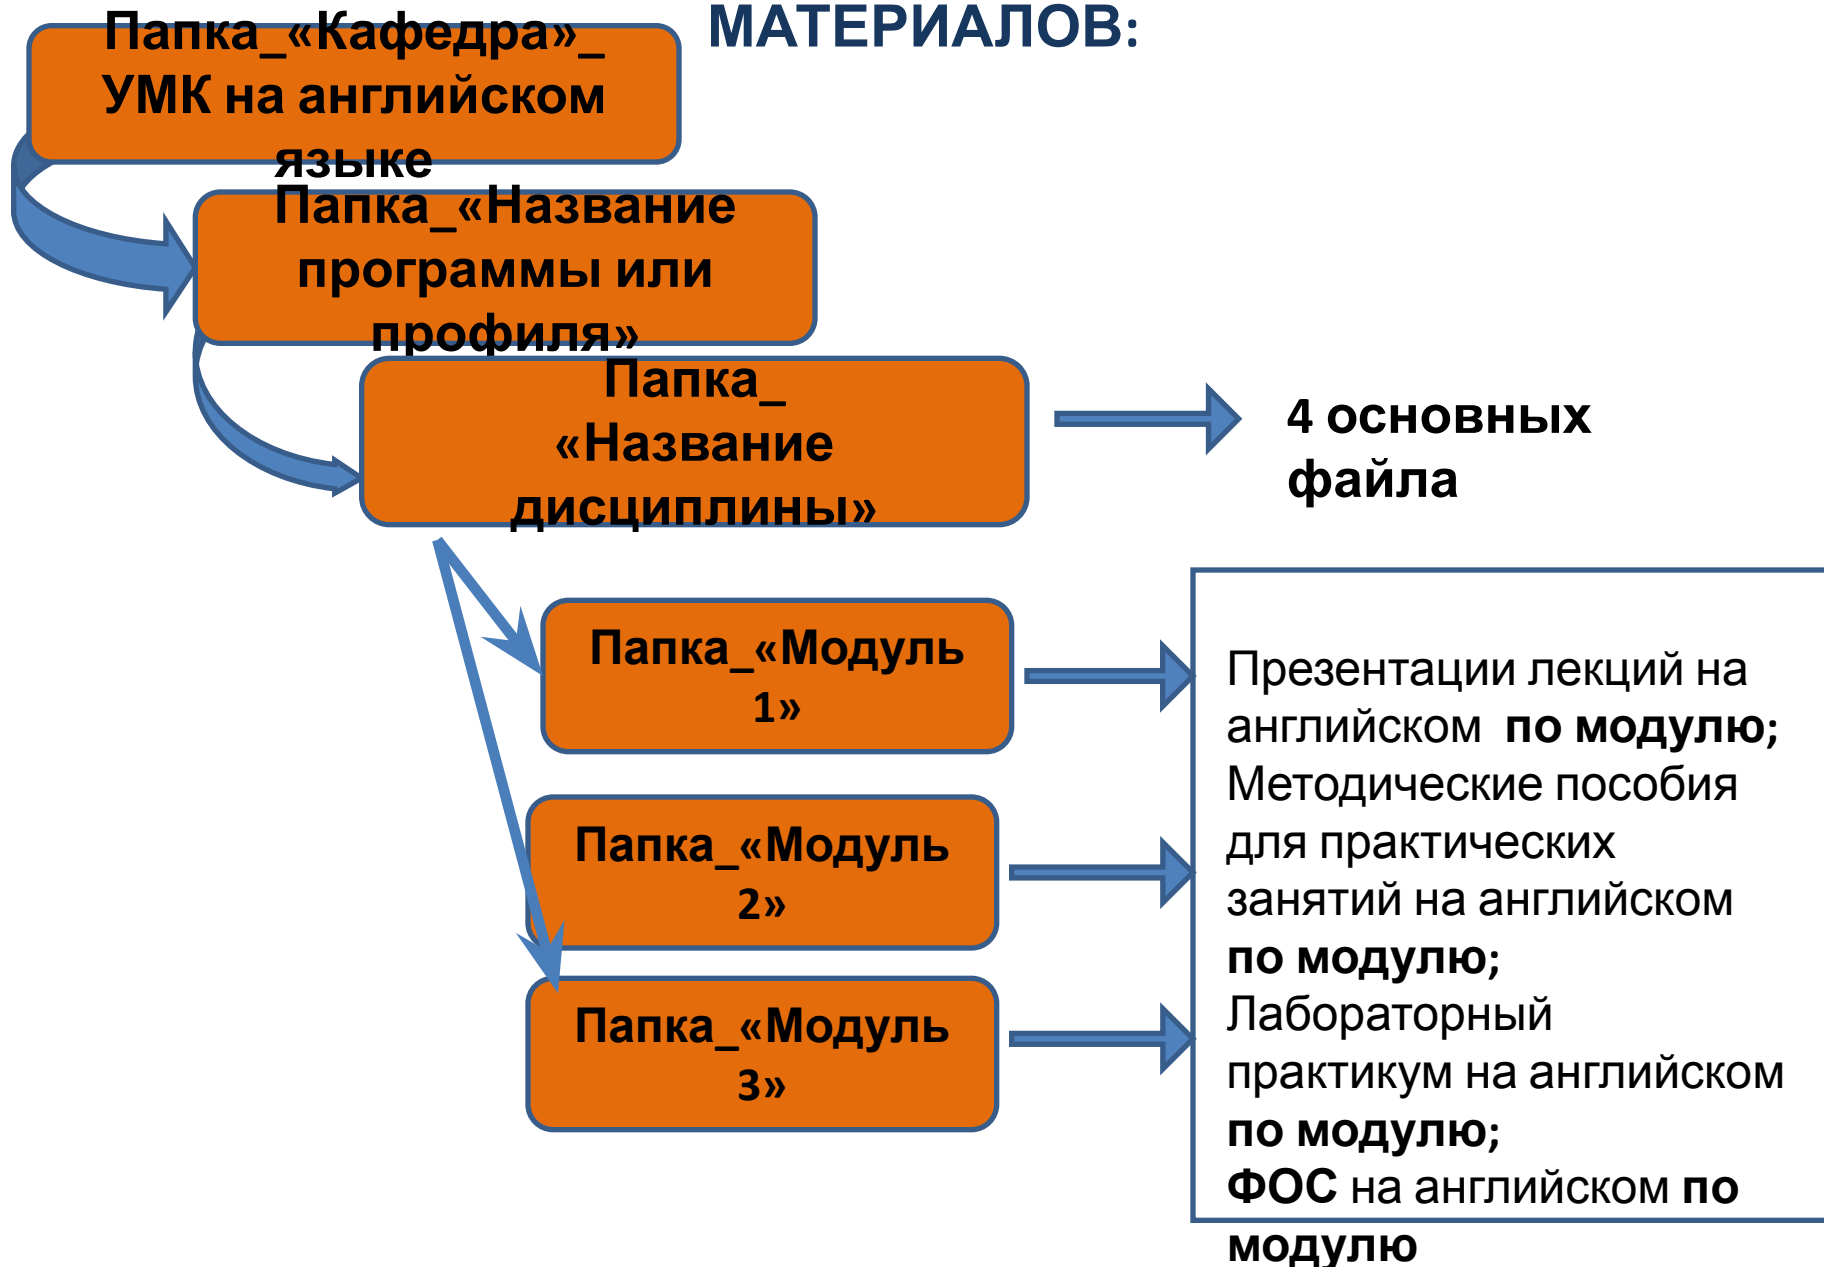 МАТЕРИАЛОВ:
Папка_«Кафедра»_
УМК на английском
языке
Папка_«Название
программы или
профиля»
Папка_
«Название
дисциплины»
4 основных
файла
Папка_«Модуль
1»
Папка_«Модуль
2»
Папка_«Модуль
3»
Презентации лекций на
английском по модулю;
Методические пособия
для практических
занятий на английском
по модулю;
Лабораторный
практикум на английском
по модулю;
ФОС на английском по
модулю